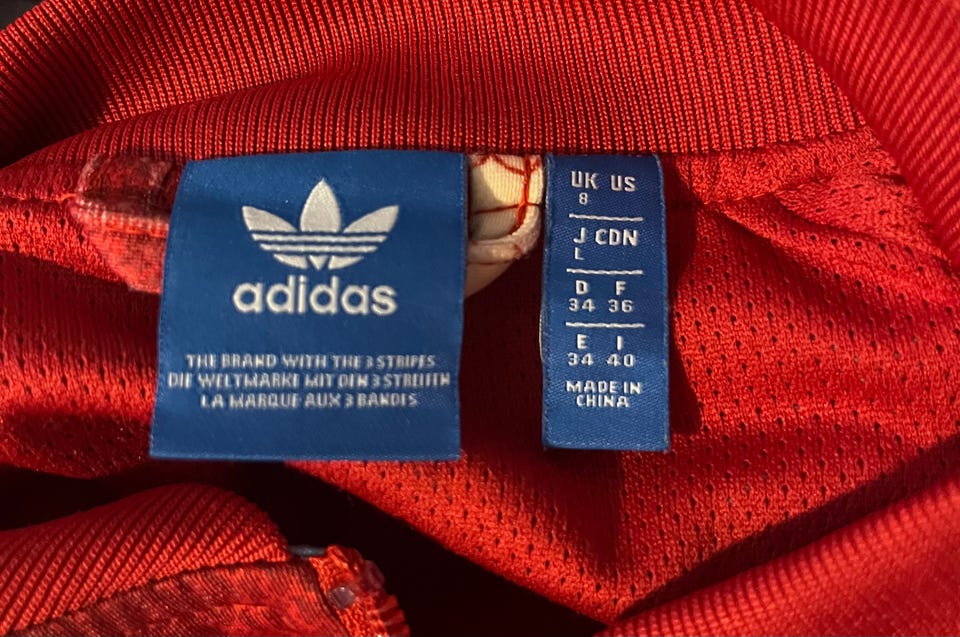 adidas
THE BRAND WITH THE 3 STRIPES
DIE WELTMARKE MIT DEN 3 STREIFEN
LA MARQUE AUX 3 BANDES
UK US
8
J CDN
L
D F
34 36
E I
34 40
MADE IN
CHINA